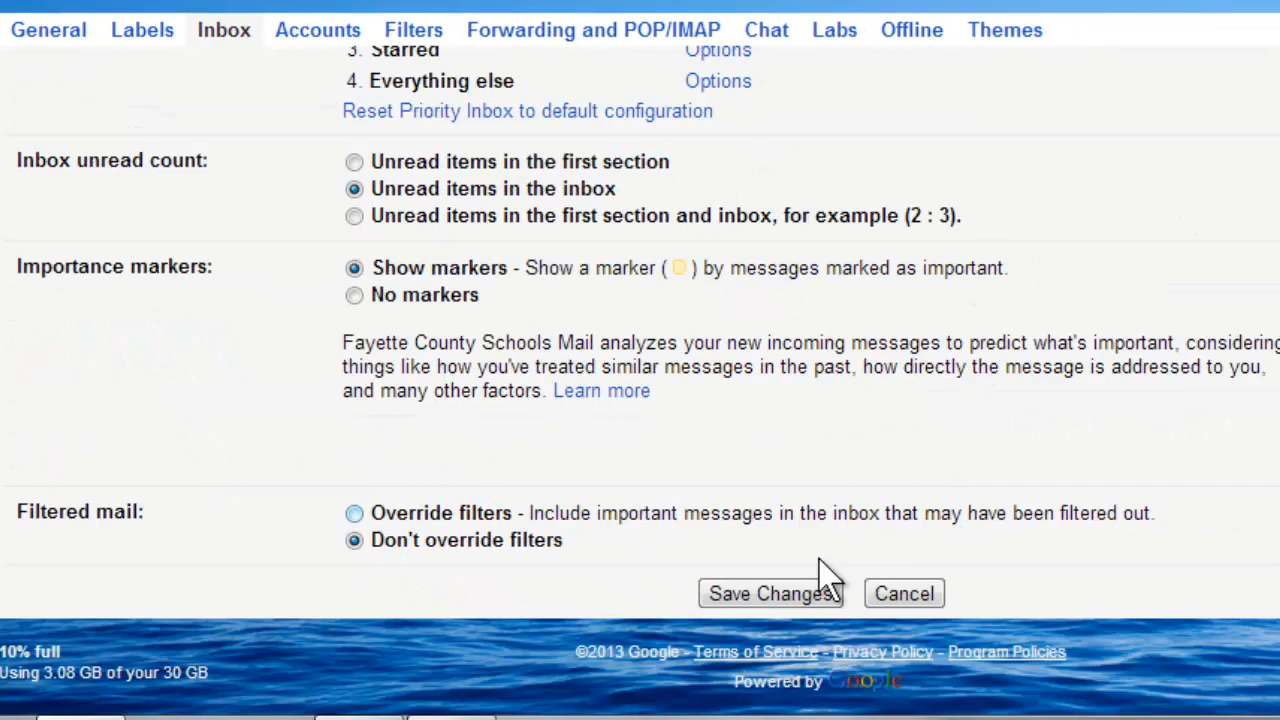 General Labels Inbox Accounts Filters Forwarding and POP/IMAP Chat Labs Offline Themes
3. Starred Options
4. Everything else Options
Reset Priority Inbox to default configuration
Inbox unread count: Unread items in the first section
Unread items in the inbox
Unread items in the first section and inbox, for example (2 : 3).
Importance markers: Show markers - Show a marker ( ) by messages marked as important.
No markers
Fayette County Schools Mail analyzes your new incoming messages to predict what's important, considering
things like how you've treated similar messages in the past, how directly the message is addressed to you,
and many other factors. Learn more
Filtered mail: Override filters - Include important messages in the inbox that may have been filtered out.
Don't override filters
Save Changes Cancel
10% full
Using 3.08 GB of your 30 GB
©2013 Google - Terms of Service - Privacy Policy - Program Policies
Powered by Google